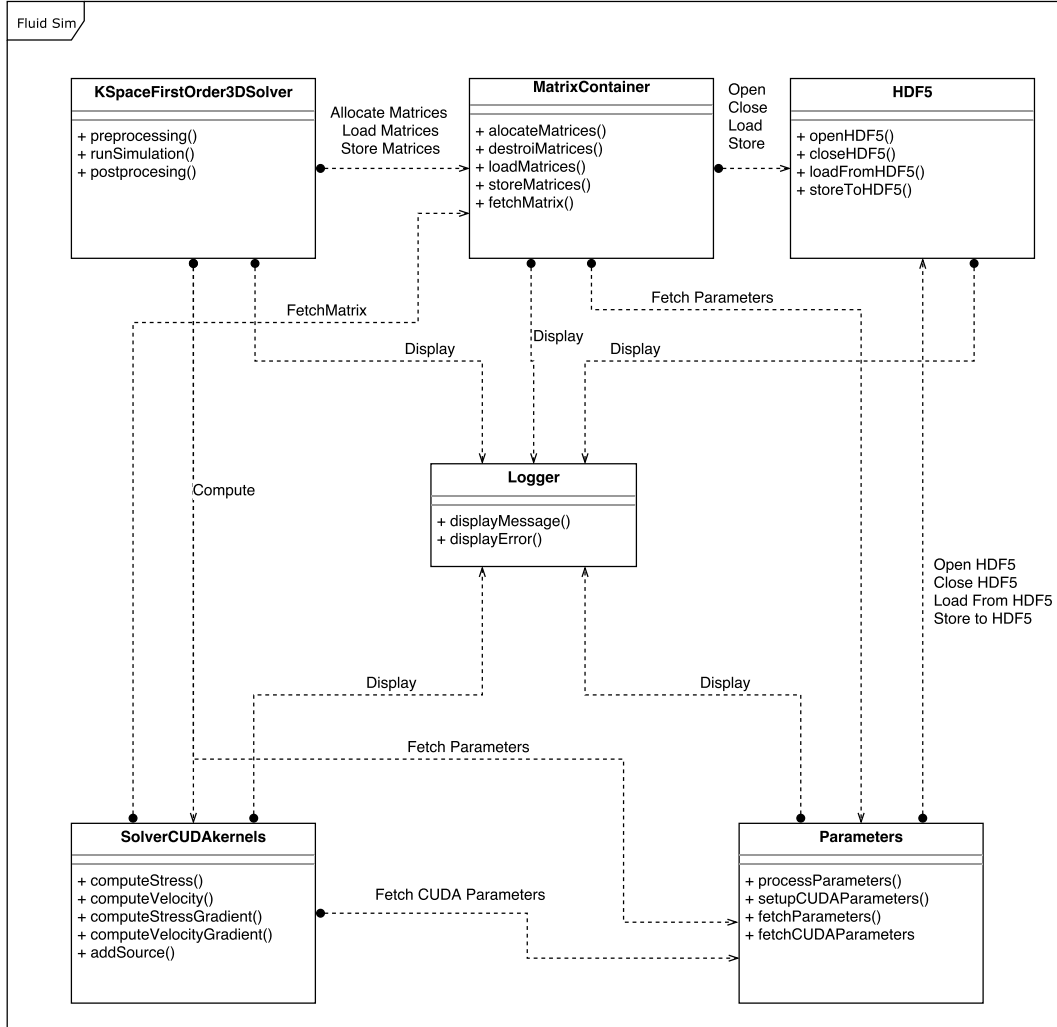 Fluid Sim
KSpaceFirstOrder3DSolver
+ preprocessing()
+ runSimulation()
+ postprocesing()
Allocate Matrices
Load Matrices
Store Matrices
MatrixContainer
+ alocateMatrices()
+ destroiMatrices()
+ loadMatrices()
+ storeMatrices()
+ fetchMatrix()
Open
Close
Load
Store
HDF5
+ openHDF5()
+ closeHDF5()
+ loadFromHDF5()
+ storeToHDF5()
FetchMatrix
Fetch Parameters
Display
Display
Display
Logger
+ displayMessage()
+ displayError()
Compute
Open HDF5
Close HDF5
Load From HDF5
Store to HDF5
Display
Display
Fetch Parameters
SolverCUDAkernels
+ computeStress()
+ computeVelocity()
+ computeStressGradient()
+ computeVelocityGradient()
+ addSource()
Fetch CUDA Parameters
Parameters
+ processParameters()
+ setupCUDAParameters()
+ fetchParameters()
+ fetchCUDAParameters